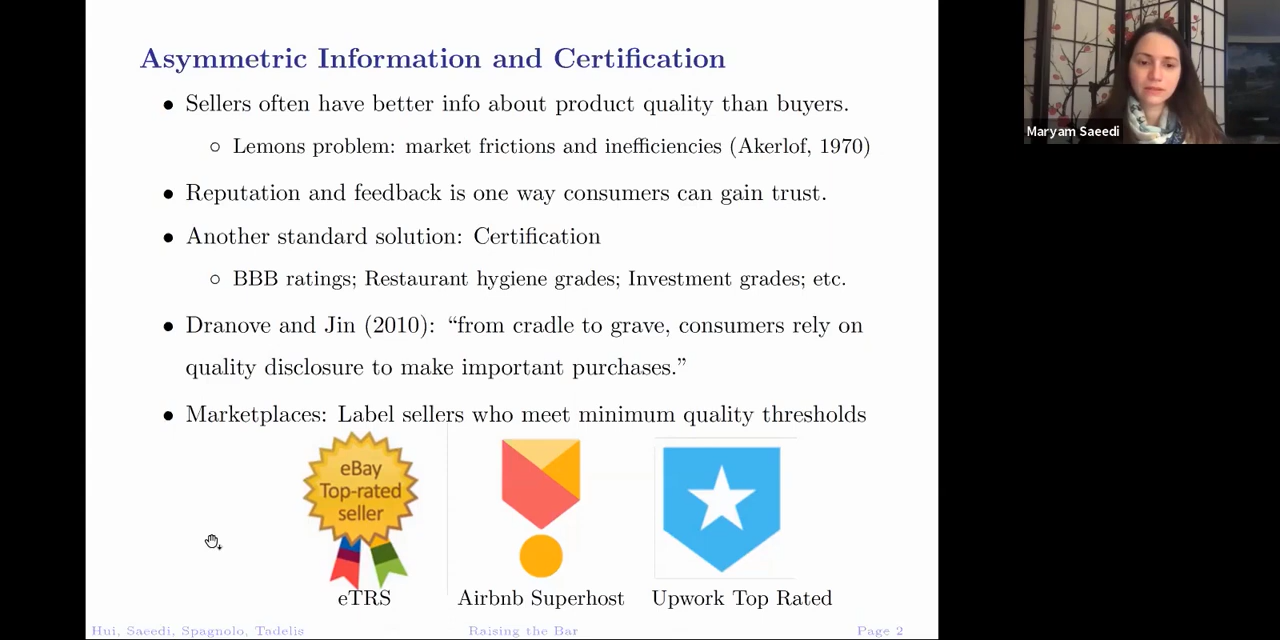 Asymmetric Information and Certification
• Sellers often have better info about product quality than buyers.
○ Lemons problem: market frictions and inefficiencies (Akerlof, 1970)
• Reputation and feedback is one way consumers can gain trust.
• Another standard solution: Certification
○ BBB ratings; Restaurant hygiene grades; Investment grades; etc.
• Dranove and Jin (2010): “from cradle to grave, consumers rely on
quality disclosure to make important purchases.”
• Marketplaces: Label sellers who meet minimum quality thresholds
eBay
Top-rated
seller
eTRS
Airbnb Superhost
Upwork Top Rated
Hui, Saeedi, Spagnolo, Tadelis
Raising the Bar
Page 2
Maryam Saeedi